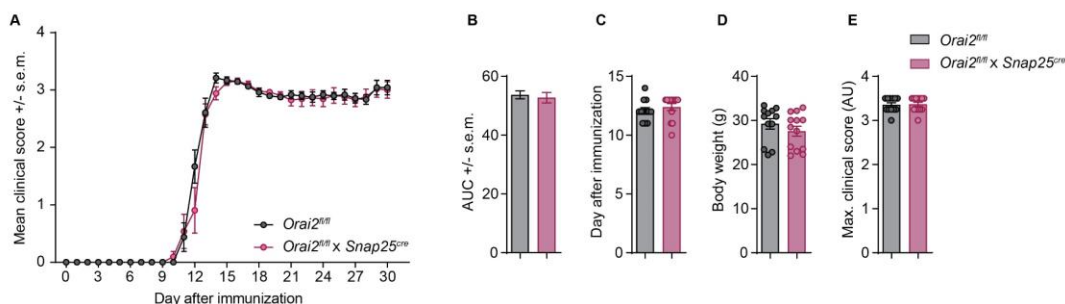 A
Mean clinical score +/- s.e.m.
4
3
2
1
0
0 3 6 9 12 15 18 21 24 27 30
Day after immunization
Orai2fl/fl
Orai2fl/fl x Snap25cre
B
AUC +/- s.e.m.
60
40
20
0
C
Day after immunization
15
10
5
0
D
Body weight (g)
40
30
20
10
0
E
Max. clinical score (AU)
4
3
2
1
0
Orai2fl/fl
Orai2fl/fl x Snap25cre